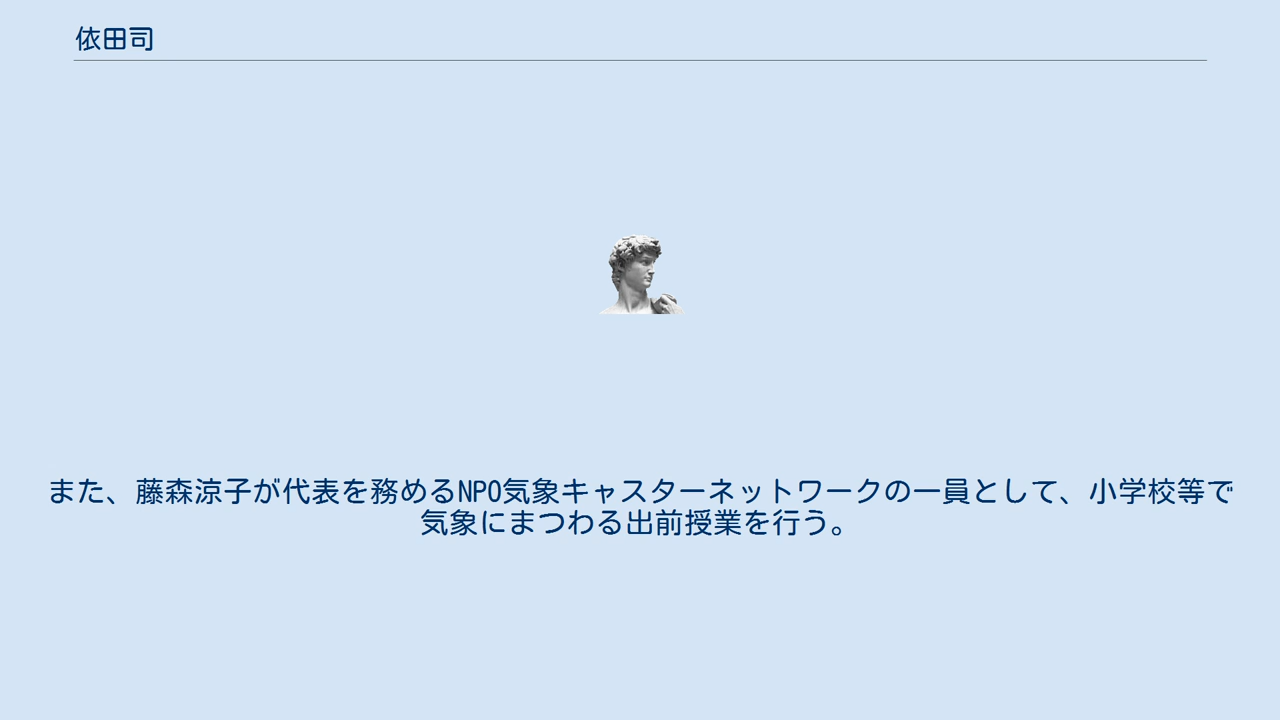 依田司
また、藤森涼子が代表を務めるNPO気象キャスターネットワークの一員として、小学校等で
気象にまつわる出前授業を行う。